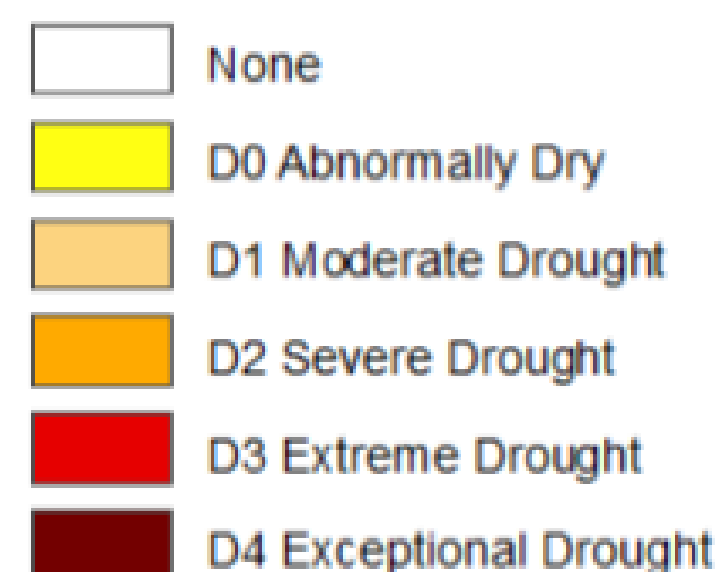 None
D0 Abnormally Dry
D1 Moderate Drought
D2 Severe Drought
D3 Extreme Drought
D4 Exceptional Drought